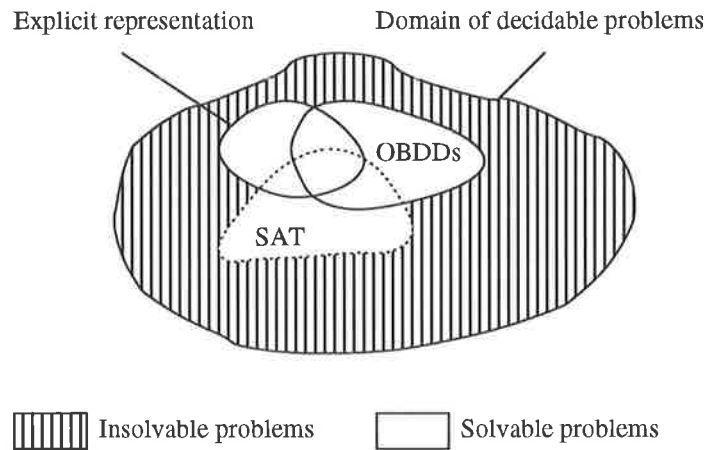 Explicit representation
Domain of decidable problems
OBDDs
SAT
Insolvable problems
Solvable problems